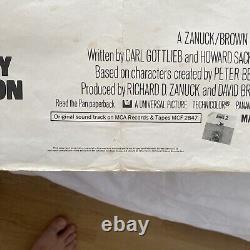 Y
ON
A ZANUCK/BROWN
Written by CARL GOTTLIEB and HOWARD SAC
Based on characters created by PETER BE
Produced by RICHARD D. ZANUCK and DAVID BR
Read the Pan paperback A UNIVERSAL PICTURE TECHNICOLOR® PANA
Original sound track on MCA Records & Tapes MCF 2847
MA